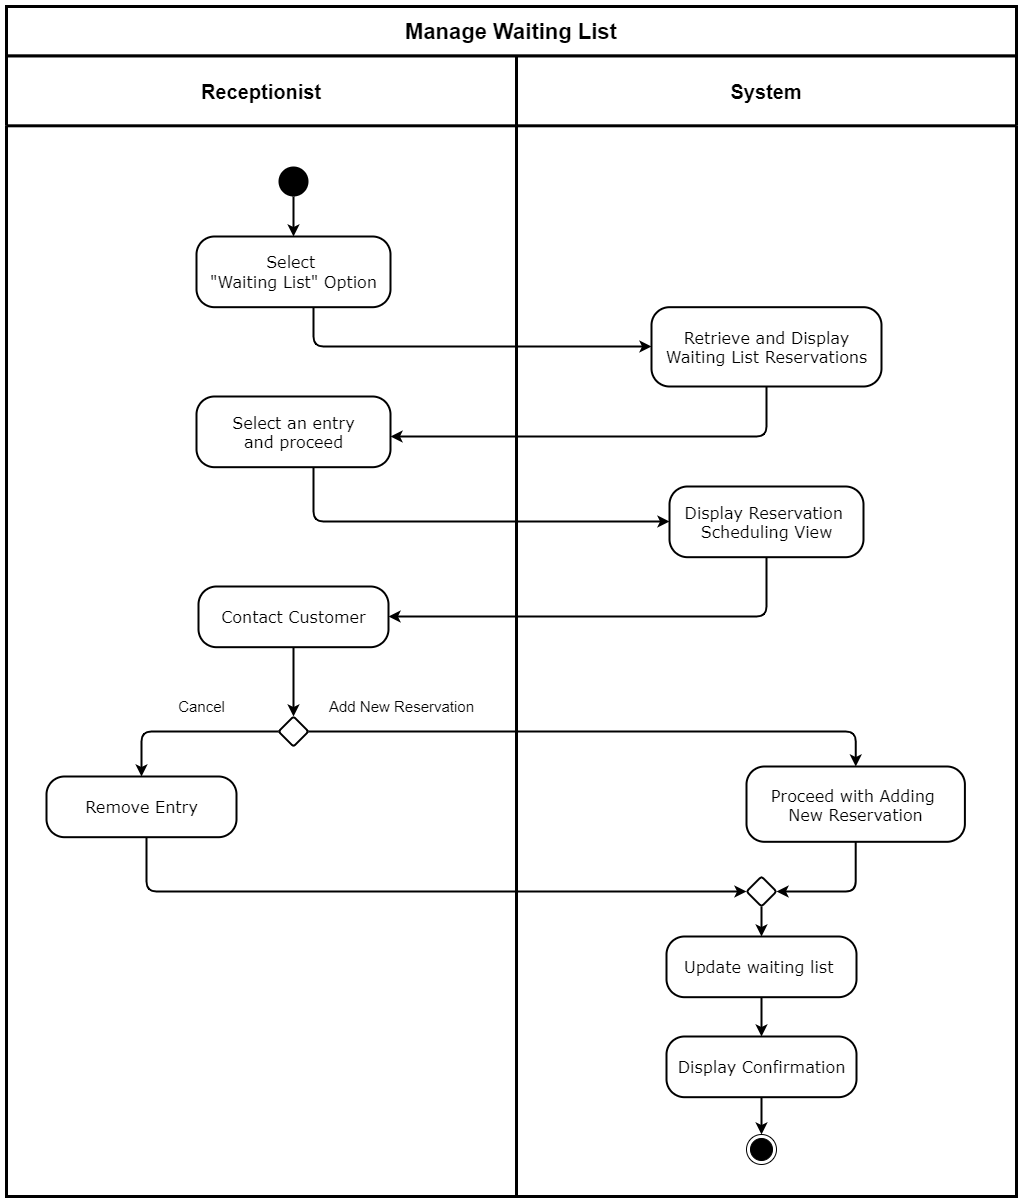 Manage Waiting List
Receptionist
System
Select
"Waiting List" Option
Retrieve and Display
Waiting List Reservations
Select an entry
and proceed
Display Reservation
Scheduling View
Contact Customer
Cancel
Add New Reservation
Remove Entry
Proceed with Adding
New Reservation
Update waiting list
Display Confirmation